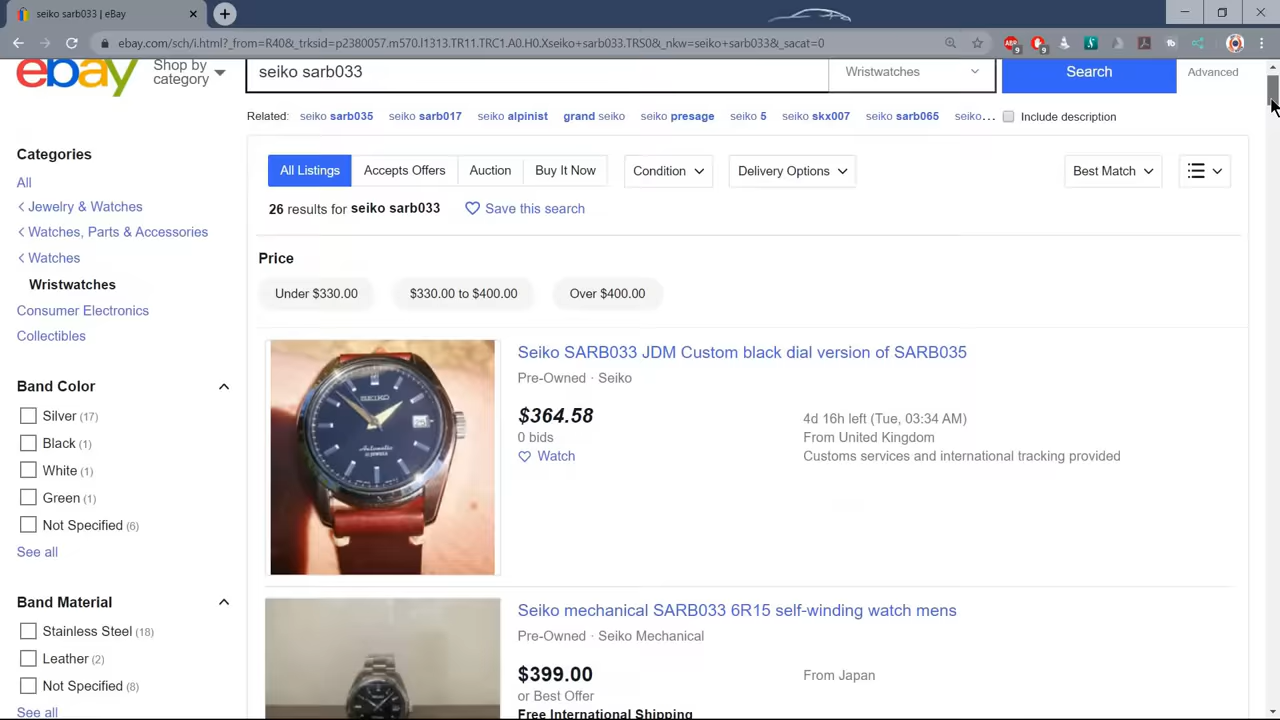 seiko sarb033 | eBay
ebay.com/sch/i.html?_from=R40&_trksid=p2380057.m570.l1313.TR11.TRC1.A0.H0.Xseiko+sarb033.TRS0&_nkw=seiko+sarb033&_sacat=0
ebay
Shop by
category
seiko sarb033
Wristwatches
Search
Advanced
Related: seiko sarb035 seiko sarb017 seiko alpinist grand seiko seiko presage seiko 5 seiko skx007 seiko sarb065 seiko... Include description
Categories
All
Jewelry & Watches
Watches, Parts & Accessories
Watches
Wristwatches
Consumer Electronics
Collectibles
Band Color
Silver (17)
Black (1)
White (1)
Green (1)
Not Specified (6)
See all
Band Material
Stainless Steel (18)
Leather (2)
Not Specified (8)
See all
All Listings Accepts Offers Auction Buy It Now Condition Delivery Options Best Match
26 results for seiko sarb033 Save this search
Price
Under $330.00 $330.00 to $400.00 Over $400.00
SEIKO
Automatic
Seiko SARB033 JDM Custom black dial version of SARB035
Pre-Owned · Seiko
$364.58
0 bids
Watch
4d 16h left (Tue, 03:34 AM)
From United Kingdom
Customs services and international tracking provided
Seiko mechanical SARB033 6R15 self-winding watch mens
Pre-Owned · Seiko Mechanical
$399.00
or Best Offer
Free International Shipping
From Japan